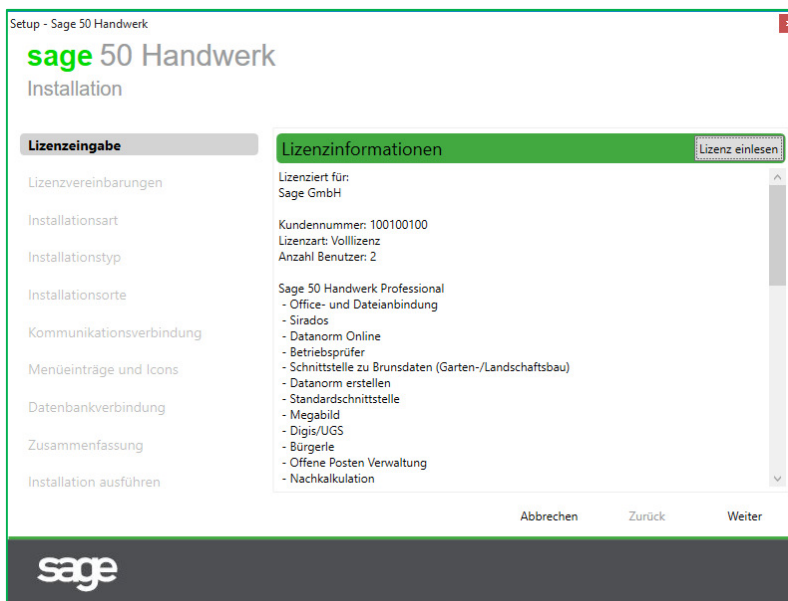 Setup - Sage 50 Handwerk
sage 50 Handwerk
Installation
Lizenzeingabe
Lizenzvereinbarungen
Installationsart
Installationstyp
Installationsorte
Kommunikationsverbindung
Menüeinträge und Icons
Datenbankverbindung
Zusammenfassung
Installation ausführen
Lizenzinformationen
Lizenz einlesen
Lizenziert für:
Sage GmbH
Kundennummer: 100100100
Lizenzart: Volllizenz
Anzahl Benutzer: 2
Sage 50 Handwerk Professional
- Office- und Dateianbindung
- Sirados
- Datanorm Online
- Betriebsprüfer
- Schnittstelle zu Brunsdaten (Garten-/Landschaftsbau)
- Datanorm erstellen
- Standardschnittstelle
- Megabild
- Digis/UGS
- Bürgerle
- Offene Posten Verwaltung
- Nachkalkulation
Abbrechen
Zurück
Weiter
sage